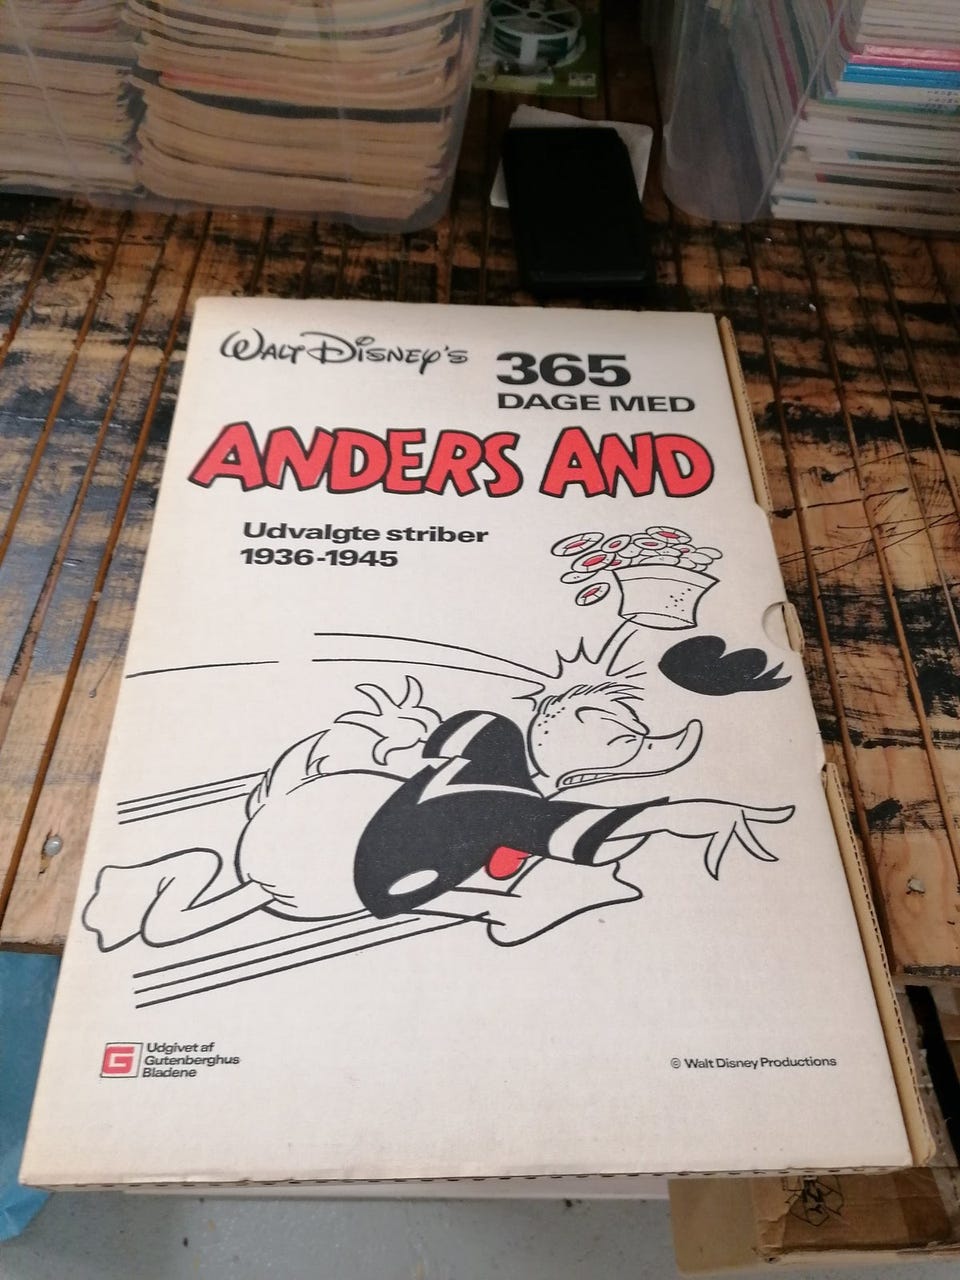 WALT DISNEY'S
365
DAGE MED
ANDERS AND
Udvalgte striber
1936-1945
G
Udgivet af
Gutenberghus
Bladene
© Walt Disney Productions